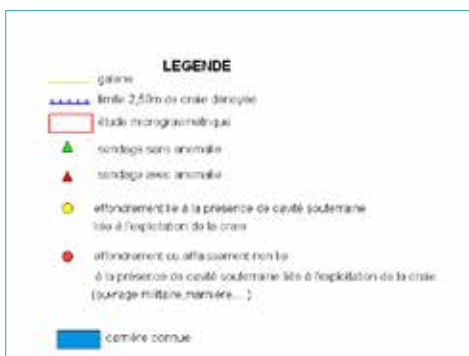 LEGENDE
galerie
limite 2,50m de craie dénoyée
étude microgravimétrique
sondage sans anomalie
sondage avec anomalie
effondrement lie à la présence de cavité souterraine
liée à l'exploitation de la craie
effondrement ou affaissement non lie
à la présence de cavité souterraine liée à l'exploitation de la craie
(ouvrage militaire, marnière....)
carrière connue